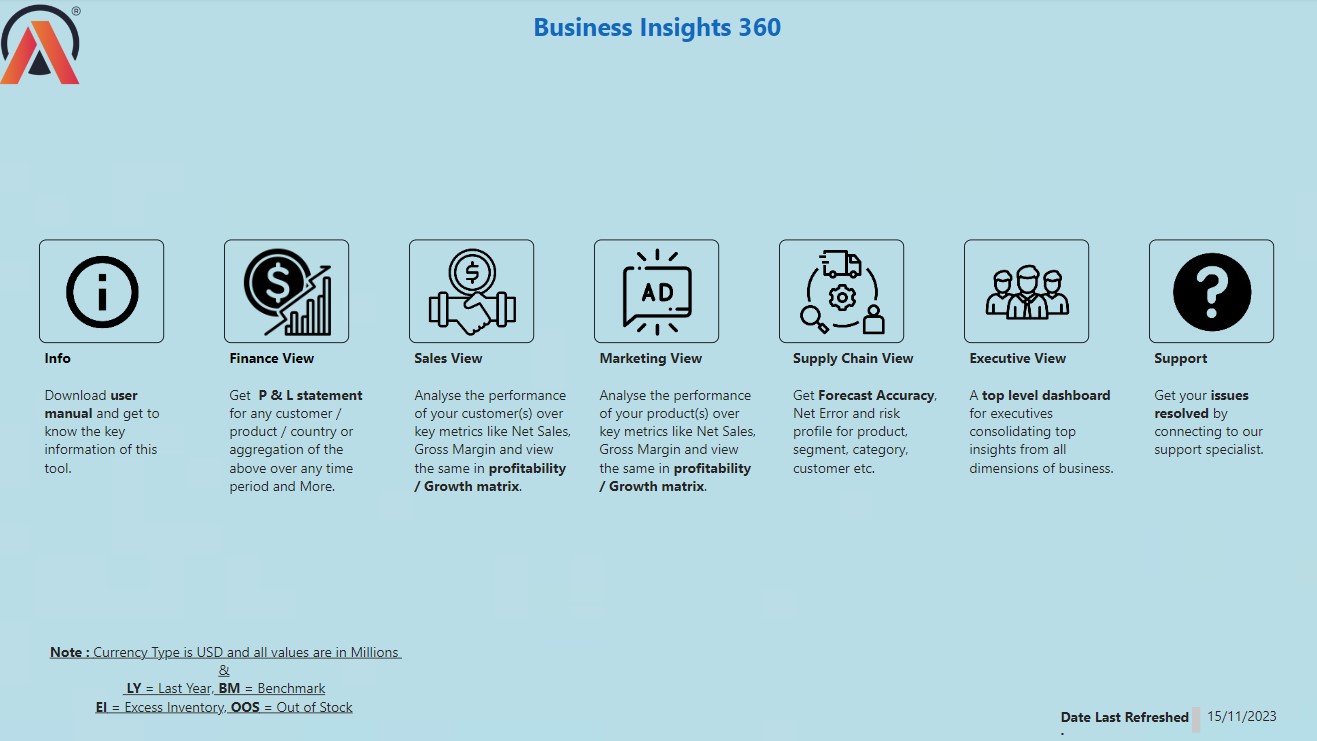 ®
Business Insights 360
AD
Info
Download user
manual and get to
know the key
information of this
tool.
Finance View
Get P & L statement
for any customer /
product / country or
aggregation of the
above over any time
period and More.
Sales View
Analyse the performance
of your customer(s) over
key metrics like Net Sales,
Gross Margin and view
the same in profitability
/ Growth matrix.
Marketing View
Analyse the performance
of your product(s) over
key metrics like Net Sales,
Gross Margin and view
the same in profitability
/ Growth matrix.
Supply Chain View
Get Forecast Accuracy,
Net Error and risk
profile for product,
segment, category,
customer etc.
Executive View
A top level dashboard
for executives
consolidating top
insights from all
dimensions of business.
Support
Get your issues
resolved by
connecting to our
support specialist.
Note : Currency Type is USD and all values are in Millions
&
LY = Last Year, BM = Benchmark
EI = Excess Inventory, OOS = Out of Stock
Date Last Refreshed
15/11/2023